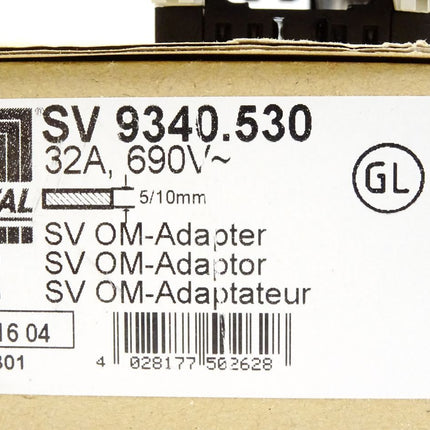 SV 9340.530
32A, 690V~
5/10mm
GL
SV OM-Adapter
SV OM-Adaptor
SV OM-Adaptateur
16 04
4 028177 502628